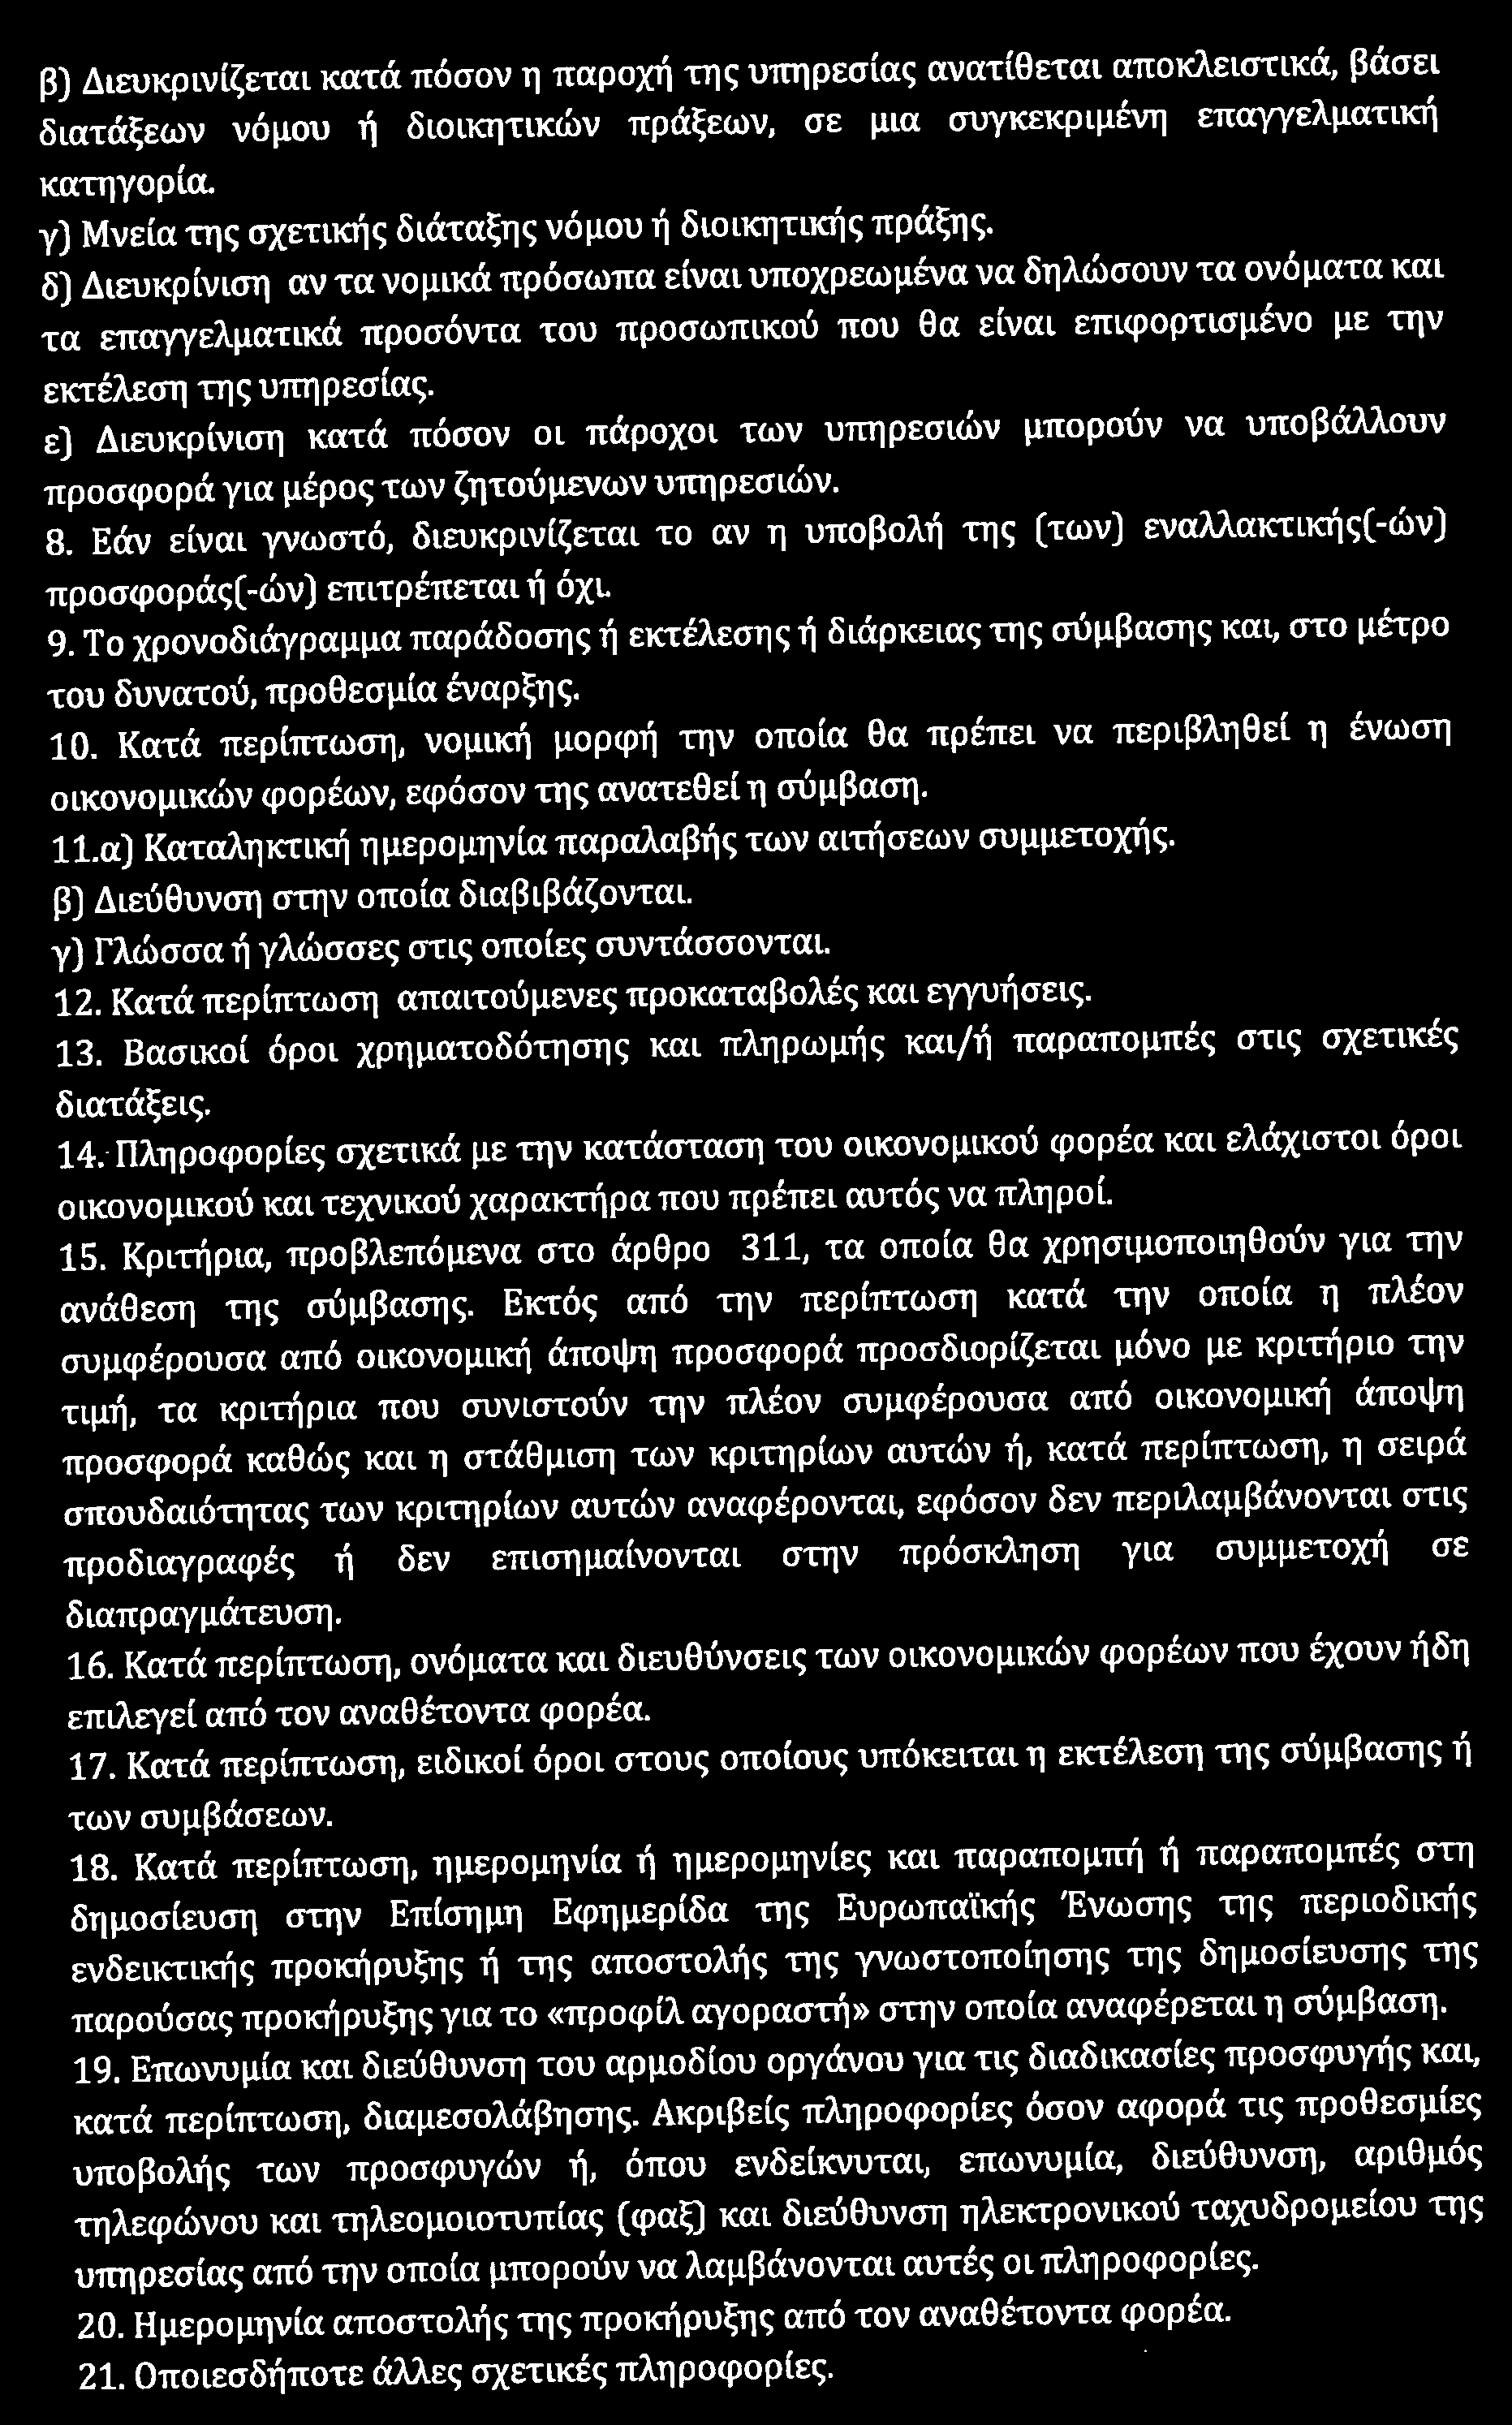 β) Διευκρινίζεται κατά πόσον η παροχή της υπηρεσίας ανατίθεται αποκλειστικά, βάσει
διατάξεων νόμου ή διοικητικών πράξεων, σε μια συγκεκριμένη επαγγελματική
κατηγορία.
γ) Μνεία της σχετικής διάταξης νόμου ή διοικητικής πράξης.
δ) Διευκρίνιση αν τα νομικά πρόσωπα είναι υποχρεωμένα να δηλώσουν τα ονόματα και
τα επαγγελματικά προσόντα του προσωπικού που θα είναι επιφορτισμένο με την
εκτέλεση της υπηρεσίας.
ε) Διευκρίνιση κατά πόσον οι πάροχοι των υπηρεσιών μπορούν να υποβάλλουν
προσφορά για μέρος των ζητούμενων υπηρεσιών.
8. Εάν είναι γνωστό, διευκρινίζεται το αν η υποβολή της (των) εναλλακτικής(-ών)
προσφοράς(-ών) επιτρέπεται ή όχι.
9. Το χρονοδιάγραμμα παράδοσης ή εκτέλεσης ή διάρκειας της σύμβασης και, στο μέτρο
του δυνατού, προθεσμία έναρξης.
10. Κατά περίπτωση, νομική μορφή την οποία θα πρέπει να περιβληθεί η ένωση
οικονομικών φορέων, εφόσον της ανατεθεί η σύμβαση.
11.α) Καταληκτική ημερομηνία παραλαβής των αιτήσεων συμμετοχής.
β) Διεύθυνση στην οποία διαβιβάζονται.
γ) Γλώσσα ή γλώσσες στις οποίες συντάσσονται.
12. Κατά περίπτωση απαιτούμενες προκαταβολές και εγγυήσεις.
13. Βασικοί όροι χρηματοδότησης και πληρωμής και/ή παραπομπές στις σχετικές
διατάξεις.
14. Πληροφορίες σχετικά με την κατάσταση του οικονομικού φορέα και ελάχιστοι όροι
οικονομικού και τεχνικού χαρακτήρα που πρέπει αυτός να πληροί.
15. Κριτήρια, προβλεπόμενα στο άρθρο 311, τα οποία θα χρησιμοποιηθούν για την
ανάθεση της σύμβασης. Εκτός από την περίπτωση κατά την οποία η πλέον
συμφέρουσα από οικονομική άποψη προσφορά προσδιορίζεται μόνο με κριτήριο την
τιμή, τα κριτήρια που συνιστούν την πλέον συμφέρουσα από οικονομική άποψη
προσφορά καθώς και η στάθμιση των κριτηρίων αυτών ή, κατά περίπτωση, η σειρά
σπουδαιότητας των κριτηρίων αυτών αναφέρονται, εφόσον δεν περιλαμβάνονται στις
προδιαγραφές ή δεν επισημαίνονται στην πρόσκληση για συμμετοχή σε
διαπραγμάτευση.
16. Κατά περίπτωση, ονόματα και διευθύνσεις των οικονομικών φορέων που έχουν ήδη
επιλεγεί από τον αναθέτοντα φορέα.
17. Κατά περίπτωση, ειδικοί όροι στους οποίους υπόκειται η εκτέλεση της σύμβασης ή
των συμβάσεων.
18. Κατά περίπτωση, ημερομηνία ή ημερομηνίες και παραπομπή ή παραπομπές στη
δημοσίευση στην Επίσημη Εφημερίδα της Ευρωπαϊκής Ένωσης της περιοδικής
ενδεικτικής προκήρυξης ή της αποστολής της γνωστοποίησης της δημοσίευσης της
παρούσας προκήρυξης για το «προφίλ αγοραστή» στην οποία αναφέρεται η σύμβαση.
19. Επωνυμία και διεύθυνση του αρμοδίου οργάνου για τις διαδικασίες προσφυγής και,
κατά περίπτωση, διαμεσολάβησης. Ακριβείς πληροφορίες όσον αφορά τις προθεσμίες
υποβολής των προσφυγών ή, όπου ενδείκνυται, επωνυμία, διεύθυνση, αριθμός
τηλεφώνου και τηλεομοιοτυπίας (φαξ) και διεύθυνση ηλεκτρονικού ταχυδρομείου της
υπηρεσίας από την οποία μπορούν να λαμβάνονται αυτές οι πληροφορίες.
20. Ημερομηνία αποστολής της προκήρυξης από τον αναθέτοντα φορέα.
21. Οποιεσδήποτε άλλες σχετικές πληροφορίες.